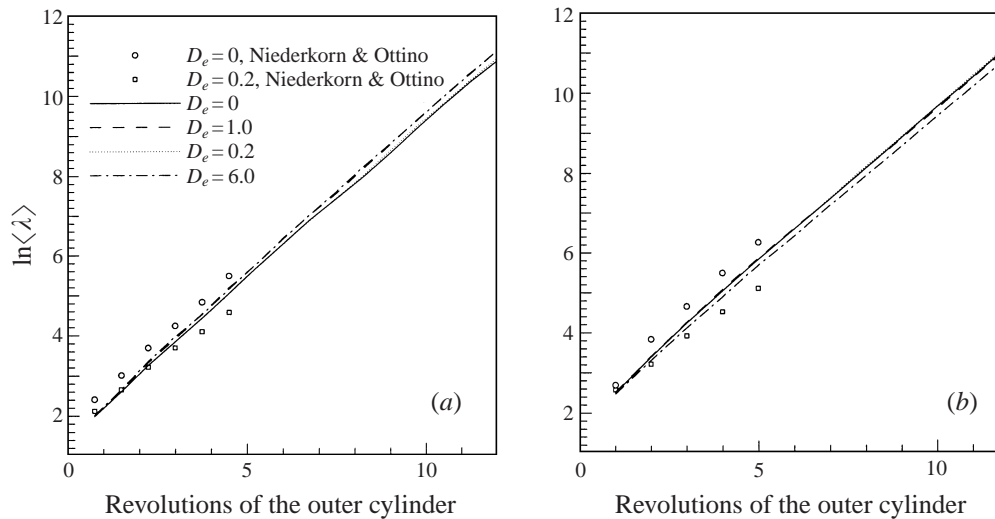 12
10
8
6
4
2
ln⟨λ⟩
D_e = 0, Niederkorn & Ottino
D_e = 0.2, Niederkorn & Ottino
D_e = 0
D_e = 1.0
D_e = 0.2
D_e = 6.0
(a)
0 5 10
Revolutions of the outer cylinder
12
10
8
6
4
2
(b)
0 5 10
Revolutions of the outer cylinder